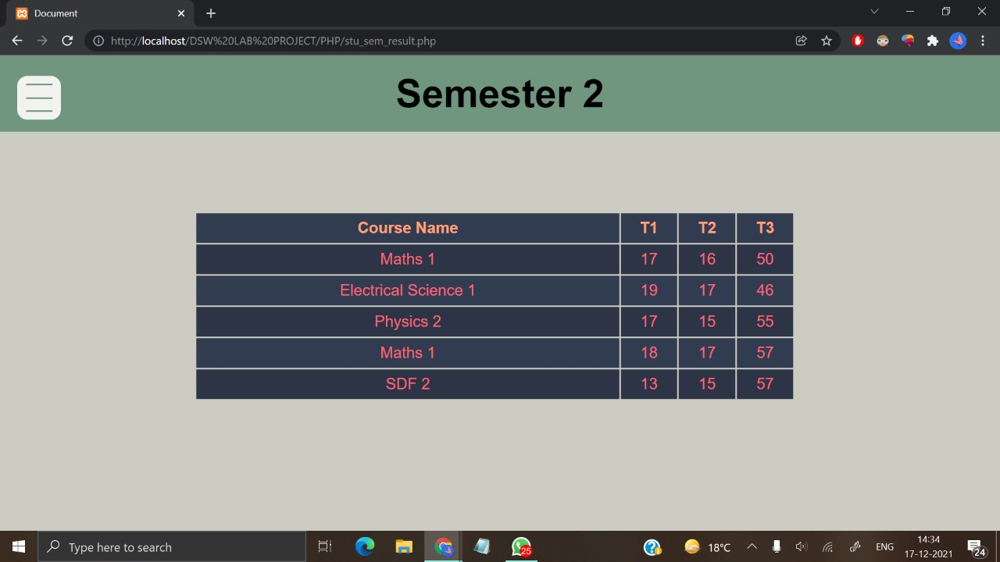 Document
http://localhost/DSW%20LAB%20PROJECT/PHP/stu_sem_result.php
Semester 2
Course Name T1 T2 T3
Maths 1 17 16 50
Electrical Science 1 19 17 46
Physics 2 17 15 55
Maths 1 18 17 57
SDF 2 13 15 57
Type here to search
25
18°C
ENG
14:34
17-12-2021
24